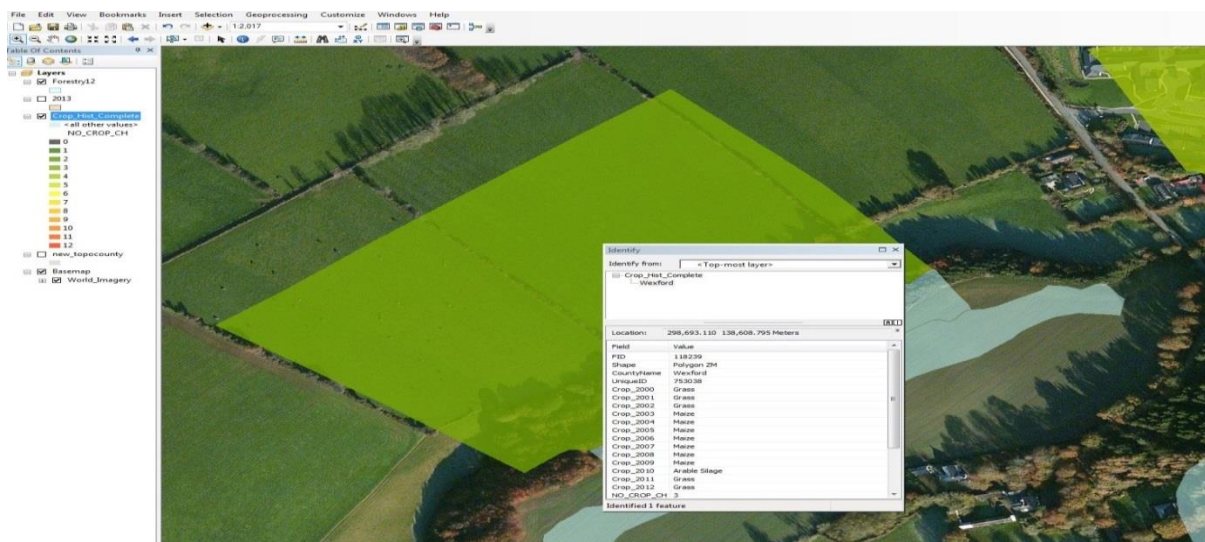 File Edit View Bookmarks Insert Selection Geoprocessing Customize Windows Help
1:2,017
Table Of Contents
Layers
Forestry12
2013
Crop_Hist_Complete
<all other values>
NO_CROP_CH
0
1
2
3
4
5
6
7
8
9
10
11
12
new_topocounty
Basemap
World_Imagery
Identify
Identify from: <Top-most layer>
Crop_Hist_Complete
Wexford
Location: 298,693.110 138,608.795 Meters
Field Value
FID 118239
Shape Polygon ZM
CountyName Wexford
UniqueID 753038
Crop_2000 Grass
Crop_2001 Grass
Crop_2002 Grass
Crop_2003 Maize
Crop_2004 Maize
Crop_2005 Maize
Crop_2006 Maize
Crop_2007 Maize
Crop_2008 Maize
Crop_2009 Maize
Crop_2010 Arable Silage
Crop_2011 Grass
Crop_2012 Grass
NO_CROP_CH 3
Identified 1 feature